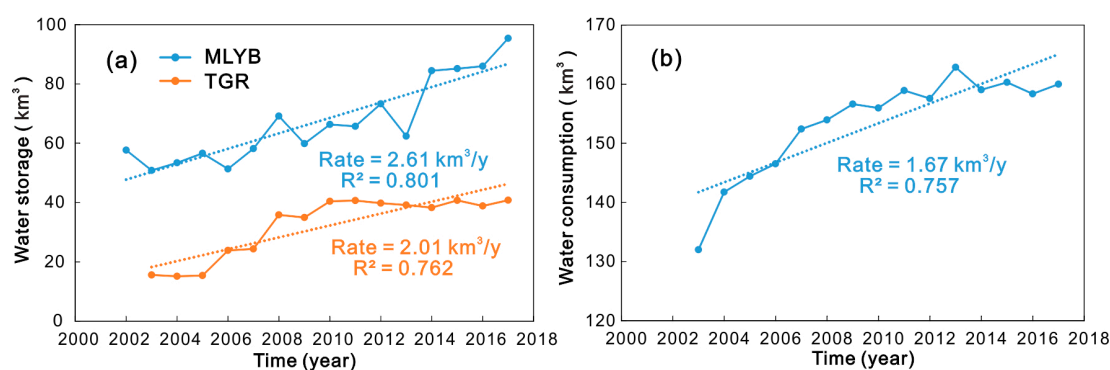 (a)
MLYB
TGR
Water storage ( km³ )
100
80
60
40
20
0
Rate = 2.61 km³/y
R² = 0.801
Rate = 2.01 km³/y
R² = 0.762
2000 2002 2004 2006 2008 2010 2012 2014 2016 2018
Time (year)
(b)
Water consumption ( km³ )
170
160
150
140
130
120
Rate = 1.67 km³/y
R² = 0.757
2000 2002 2004 2006 2008 2010 2012 2014 2016 2018
Time (year)